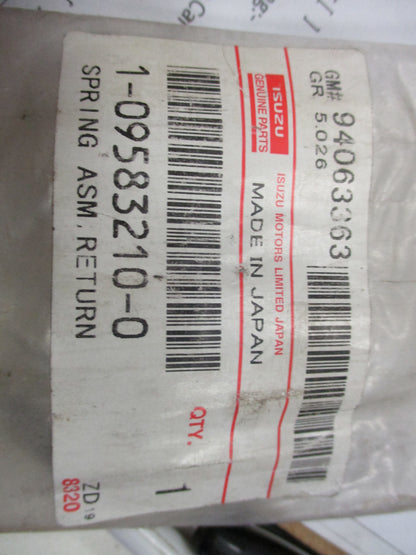 GM# 94063363
GR. 5.026
ISUZU
GENUINE PARTS
ISUZU MOTORS LIMITED JAPAN
MADE IN JAPAN
1-09583210-0
SPRING ASM, RETURN
QTY.
1
ZD 19
8320